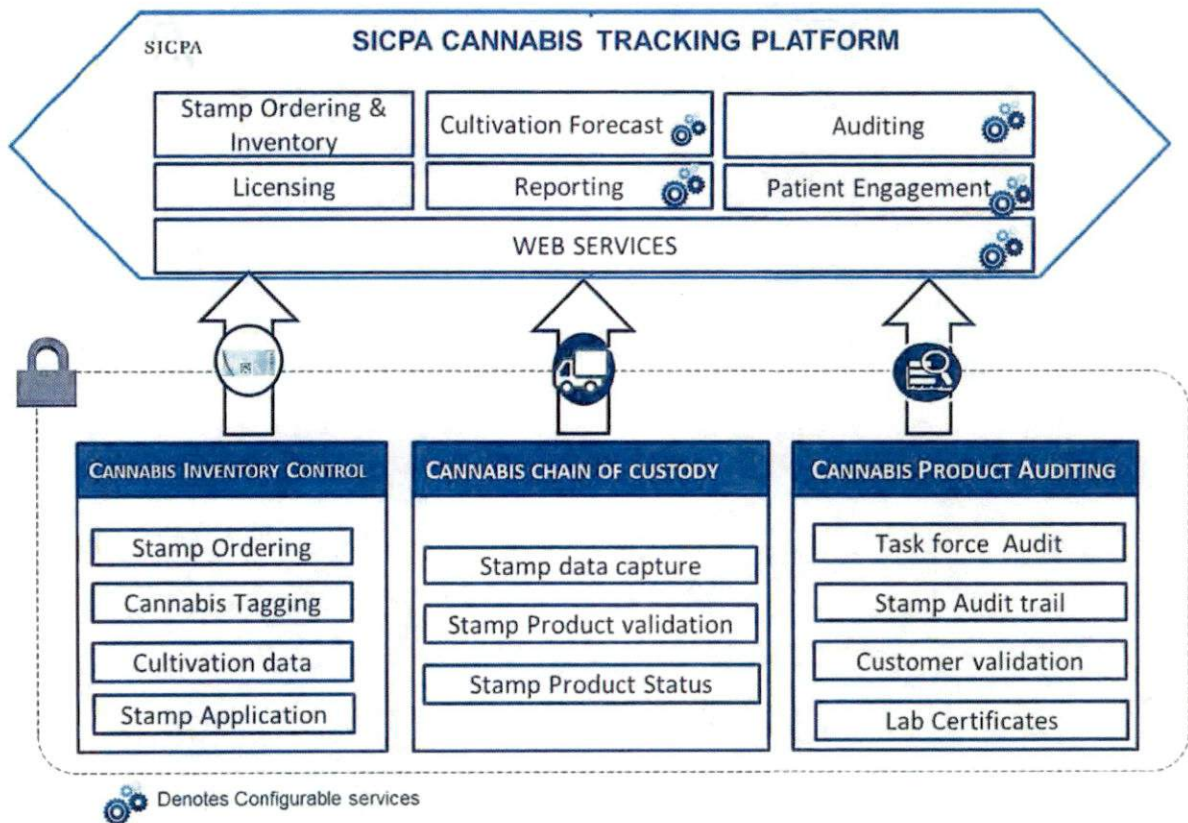 SICPA
SICPA CANNABIS TRACKING PLATFORM
Stamp Ordering &
Inventory
Cultivation Forecast
Auditing
Licensing
Reporting
Patient Engagement
WEB SERVICES
CANNABIS INVENTORY CONTROL
Stamp Ordering
Cannabis Tagging
Cultivation data
Stamp Application
CANNABIS CHAIN OF CUSTODY
Stamp data capture
Stamp Product validation
Stamp Product Status
CANNABIS PRODUCT AUDITING
Task force Audit
Stamp Audit trail
Customer validation
Lab Certificates
Denotes Configurable services